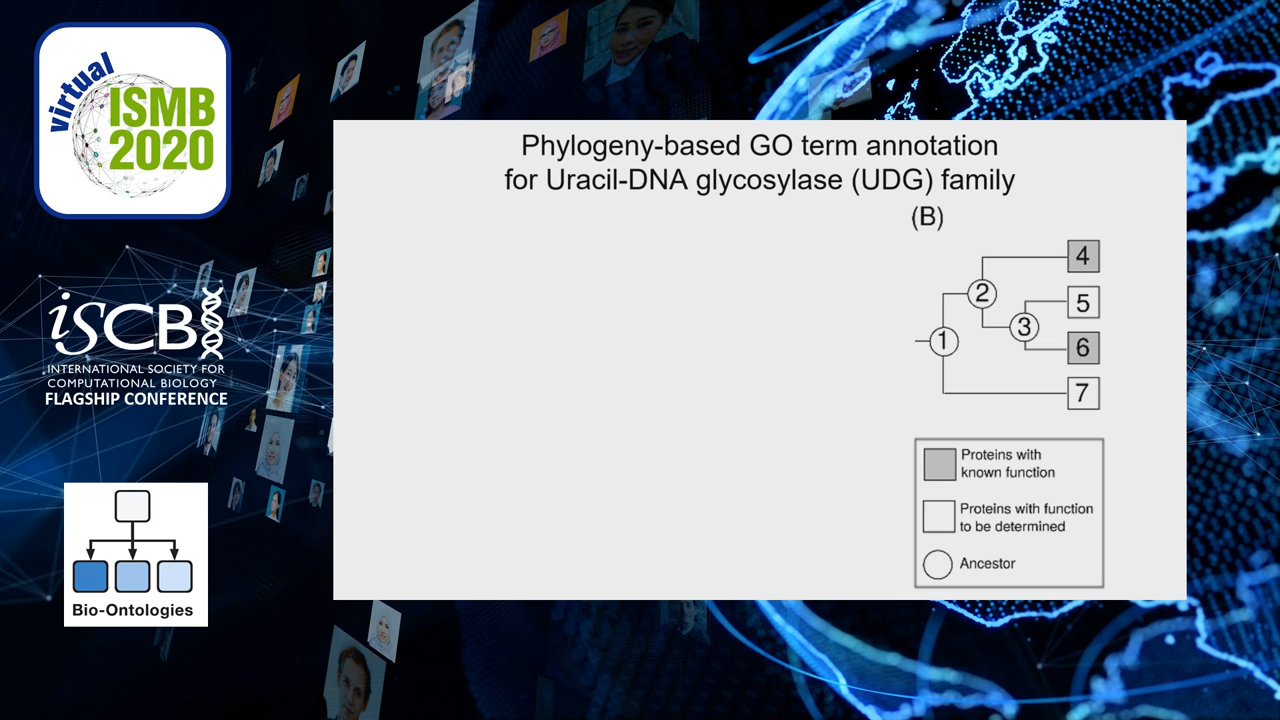 virtual
ISMB
2020
iSCB
INTERNATIONAL SOCIETY FOR
COMPUTATIONAL BIOLOGY
FLAGSHIP CONFERENCE
Bio-Ontologies
Phylogeny-based GO term annotation
for Uracil-DNA glycosylase (UDG) family
(B)
4
2
5
3
1
6
7
Proteins with
known function
Proteins with function
to be determined
Ancestor